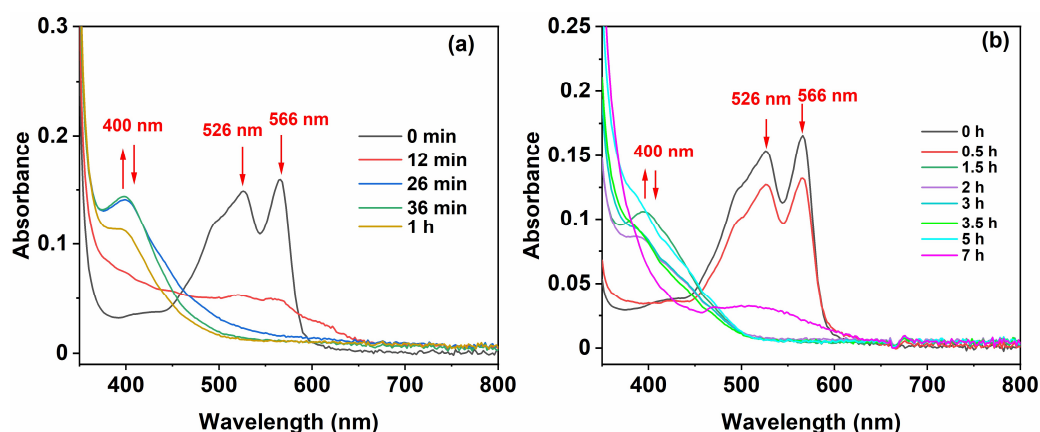 (a)
0.3
0.2
0.1
0
Absorbance
400 nm
526 nm
566 nm
0 min
12 min
26 min
36 min
1 h
400
500
600
700
800
Wavelength (nm)
(b)
0.25
0.20
0.15
0.10
0.05
0
Absorbance
400 nm
526 nm
566 nm
0 h
0.5 h
1.5 h
2 h
3 h
3.5 h
5 h
7 h
400
500
600
700
800
Wavelength (nm)